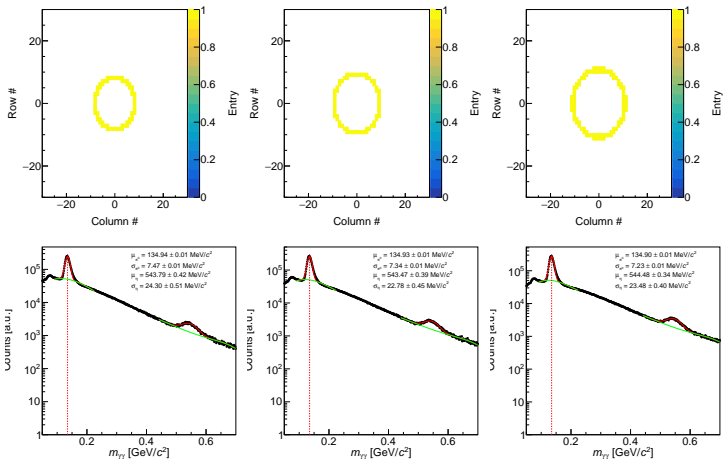 20
0
−20
Row #
−20 0 20
Column #
1
0.8
0.6
0.4
0.2
0
Entry
20
0
−20
Row #
−20 0 20
Column #
1
0.8
0.6
0.4
0.2
0
Entry
20
0
−20
Row #
−20 0 20
Column #
1
0.8
0.6
0.4
0.2
0
Entry
μπ⁰ = 134.94 ± 0.01 MeV/c²
σπ⁰ = 7.47 ± 0.01 MeV/c²
μη = 543.79 ± 0.42 MeV/c²
ση = 24.30 ± 0.51 MeV/c²
10⁵
10⁴
10³
10²
10
1
Counts [a.u.]
0.2 0.4 0.6
mγγ [GeV/c²]
μπ⁰ = 134.93 ± 0.01 MeV/c²
σπ⁰ = 7.34 ± 0.01 MeV/c²
μη = 543.47 ± 0.39 MeV/c²
ση = 22.78 ± 0.45 MeV/c²
10⁵
10⁴
10³
10²
10
1
Counts [a.u.]
0.2 0.4 0.6
mγγ [GeV/c²]
μπ⁰ = 134.90 ± 0.01 MeV/c²
σπ⁰ = 7.23 ± 0.01 MeV/c²
μη = 544.48 ± 0.34 MeV/c²
ση = 23.48 ± 0.40 MeV/c²
10⁵
10⁴
10³
10²
10
1
Counts [a.u.]
0.2 0.4 0.6
mγγ [GeV/c²]